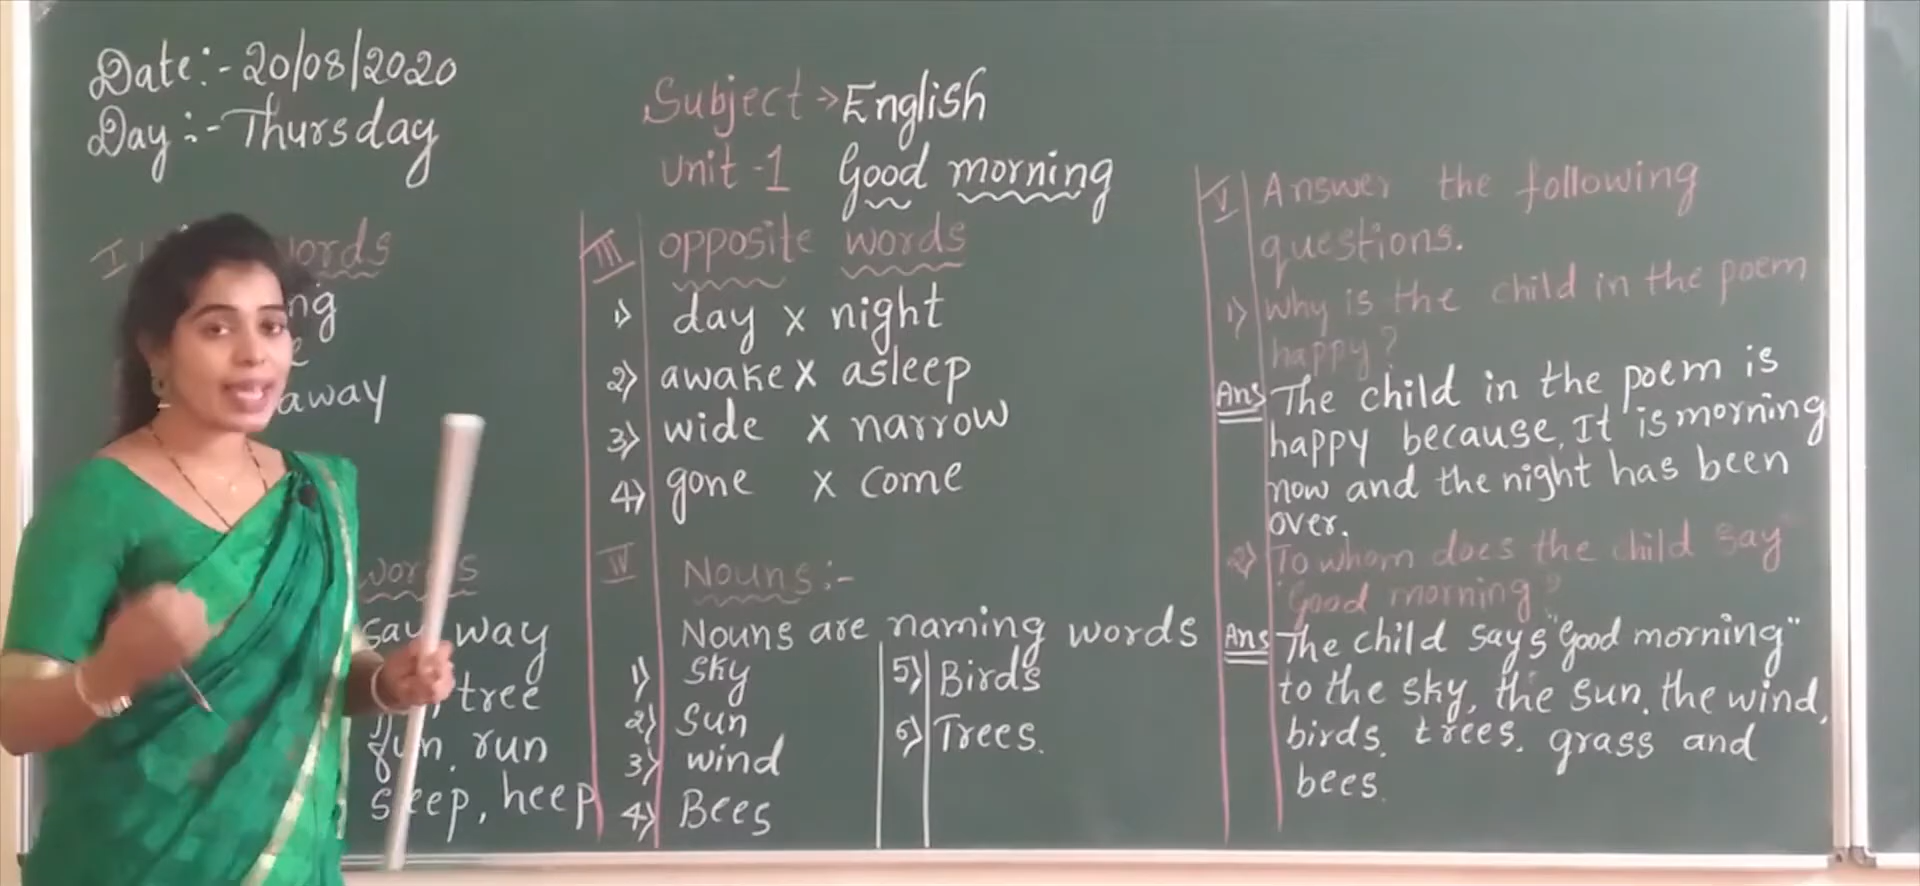 Date:- 20/08/2020
Day:- Thursday
Subject → English
Unit -1 Good morning
I
away
say, way
tree
fun, run
sleep, heep
III opposite words
1) day x night
2) awake x asleep
3) wide x narrow
4) gone x come
IV Nouns:-
Nouns are naming words
1) Sky
2) Sun
3) wind
4) Bees
5) Birds
6) Trees.
V Answer the following
questions.
1) Why is the child in the poem
happy?
Ans The child in the poem is
happy because, It is morning
now and the night has been
over.
2) To whom does the child say
"Good morning?
Ans The child says "Good morning"
to the sky, the sun, the wind,
birds, trees, grass and
bees.